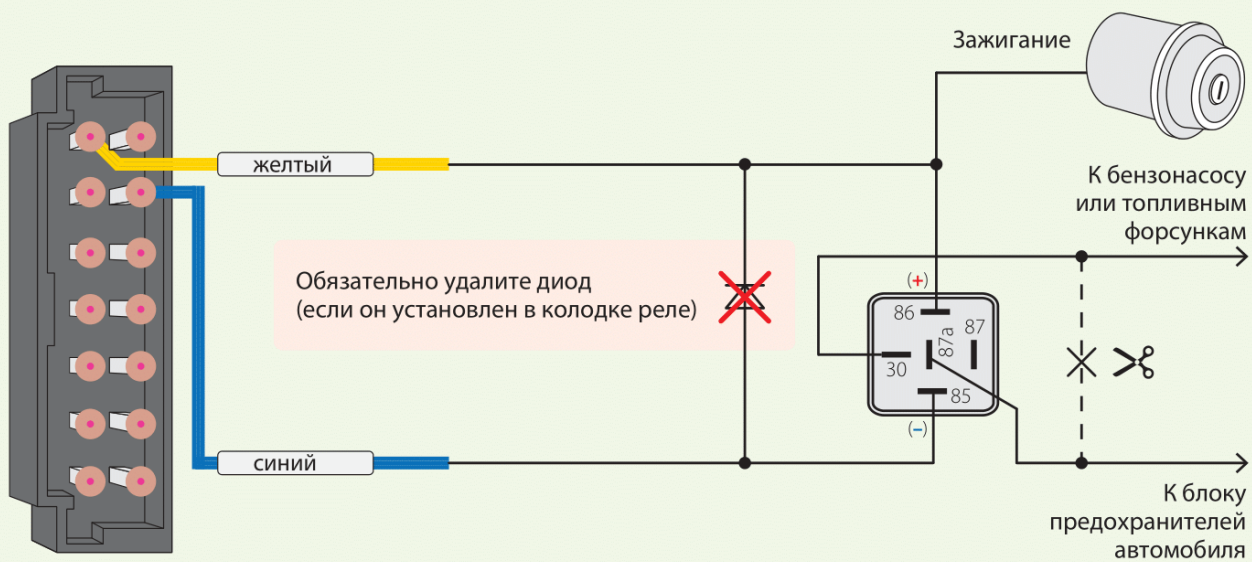 Зажигание
желтый
К бензонасосу
или топливным
форсункам
Обязательно удалите диод
(если он установлен в колодке реле)
(+)
86
87
87a
30
85
(–)
синий
К блоку
предохранителей
автомобиля